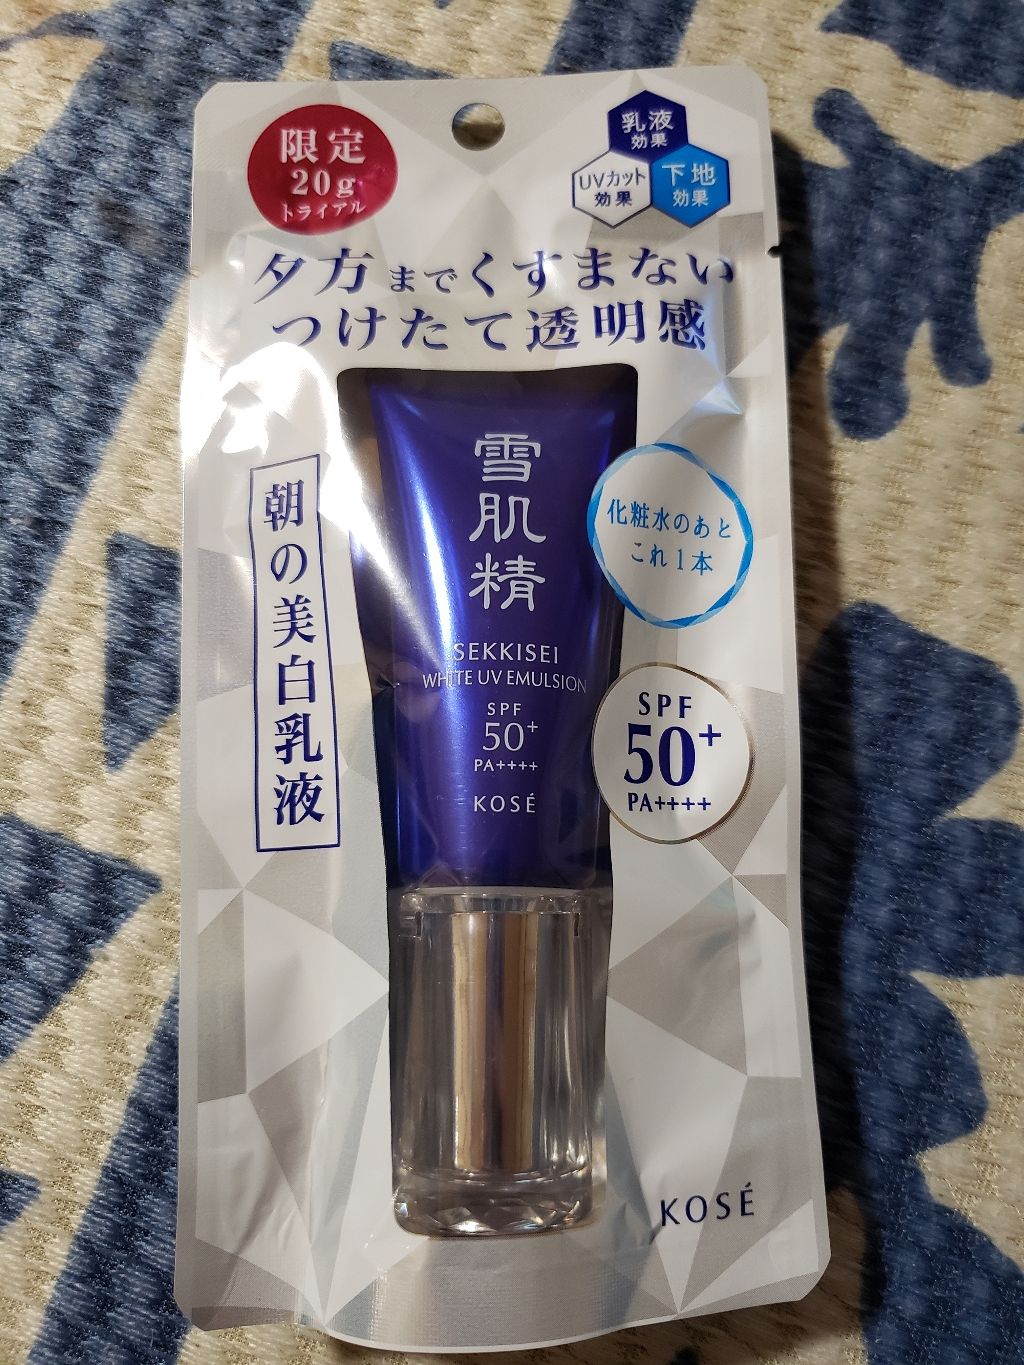 限定
20g
トライアル
乳液
効果
UVカット
効果
下地
効果
夕方までくすまない
つけたて透明感
朝の美白乳液
雪肌精
SEKKISEI
WHITE UV EMULSION
SPF
50+
PA++++
KOSÉ
化粧水のあと
これ1本
SPF
50+
PA++++
KOSÉ